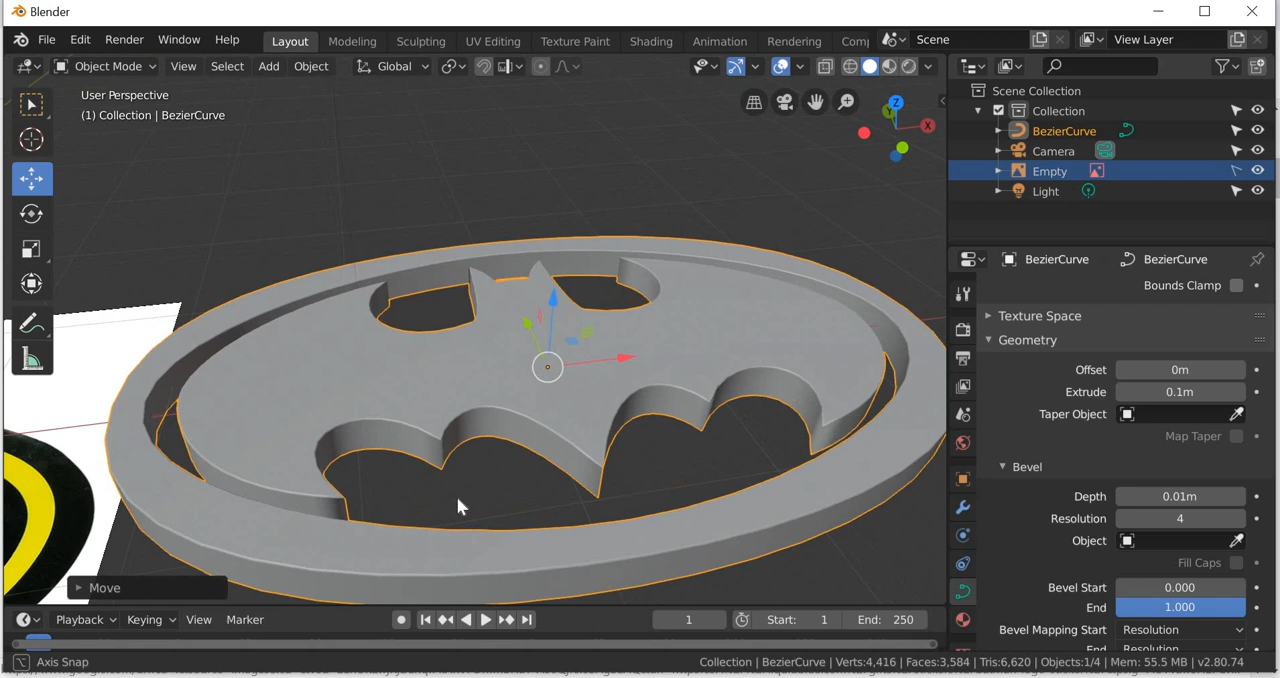 Blender
File Edit Render Window Help Layout Modeling Sculpting UV Editing Texture Paint Shading Animation Rendering Comp Scene View Layer
Object Mode View Select Add Object Global
User Perspective
(1) Collection | BezierCurve
Z
Y
X
Scene Collection
Collection
BezierCurve
Camera
Empty
Light
BezierCurve BezierCurve
Bounds Clamp
Texture Space
Geometry
Offset 0m
Extrude 0.1m
Taper Object
Map Taper
Bevel
Depth 0.01m
Resolution 4
Object
Fill Caps
Bevel Start 0.000
End 1.000
Bevel Mapping Start Resolution
End Resolution
Move
Playback Keying View Marker 1 Start: 1 End: 250
Axis Snap Collection | BezierCurve | Verts:4,416 | Faces:3,584 | Tris:6,620 | Objects:1/4 | Mem: 55.5 MB | v2.80.74